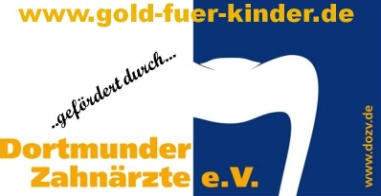 www.gold-fuer-kinder.de
..gefördert durch...
Dortmunder
Zahnärzte e.V.
www.dozv.de